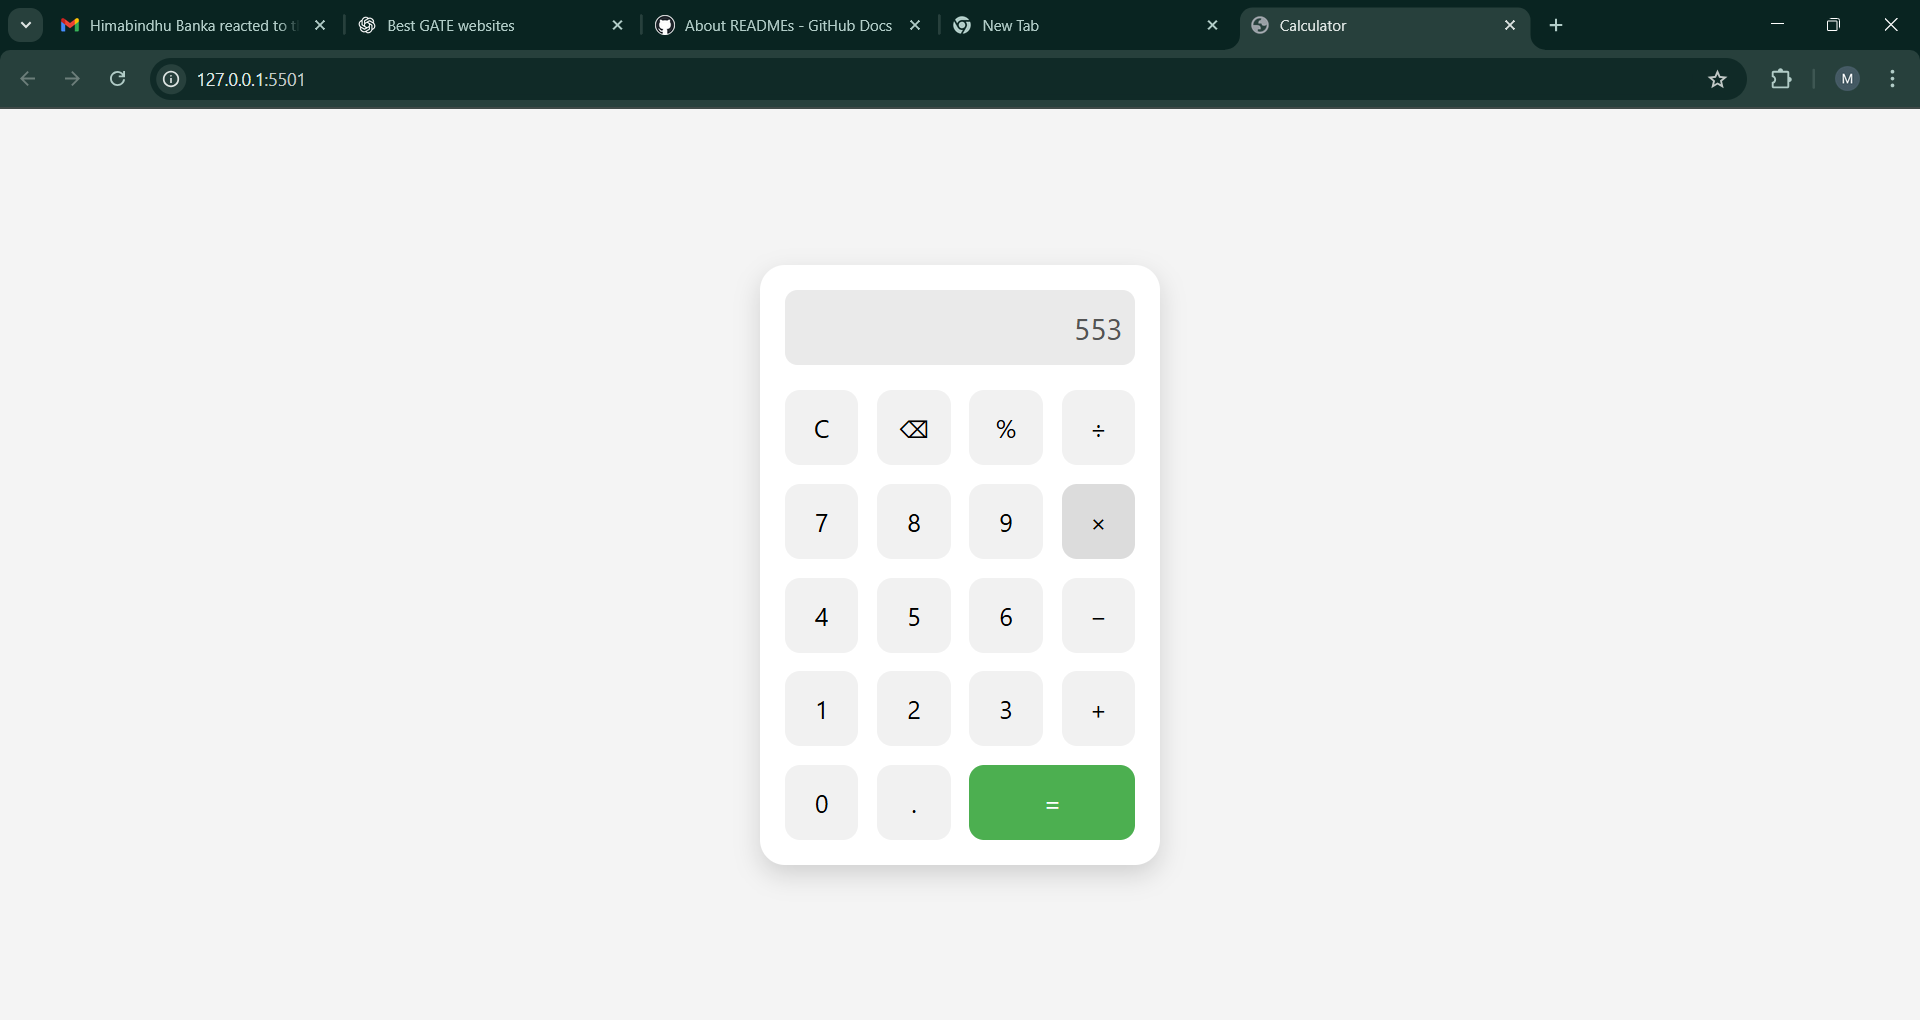 Himabindhu Banka reacted to t
Best GATE websites
About READMEs - GitHub Docs
New Tab
Calculator
127.0.0.1:5501
M
553
C ⌫ % ÷
7 8 9 ×
4 5 6 −
1 2 3 +
0 . =